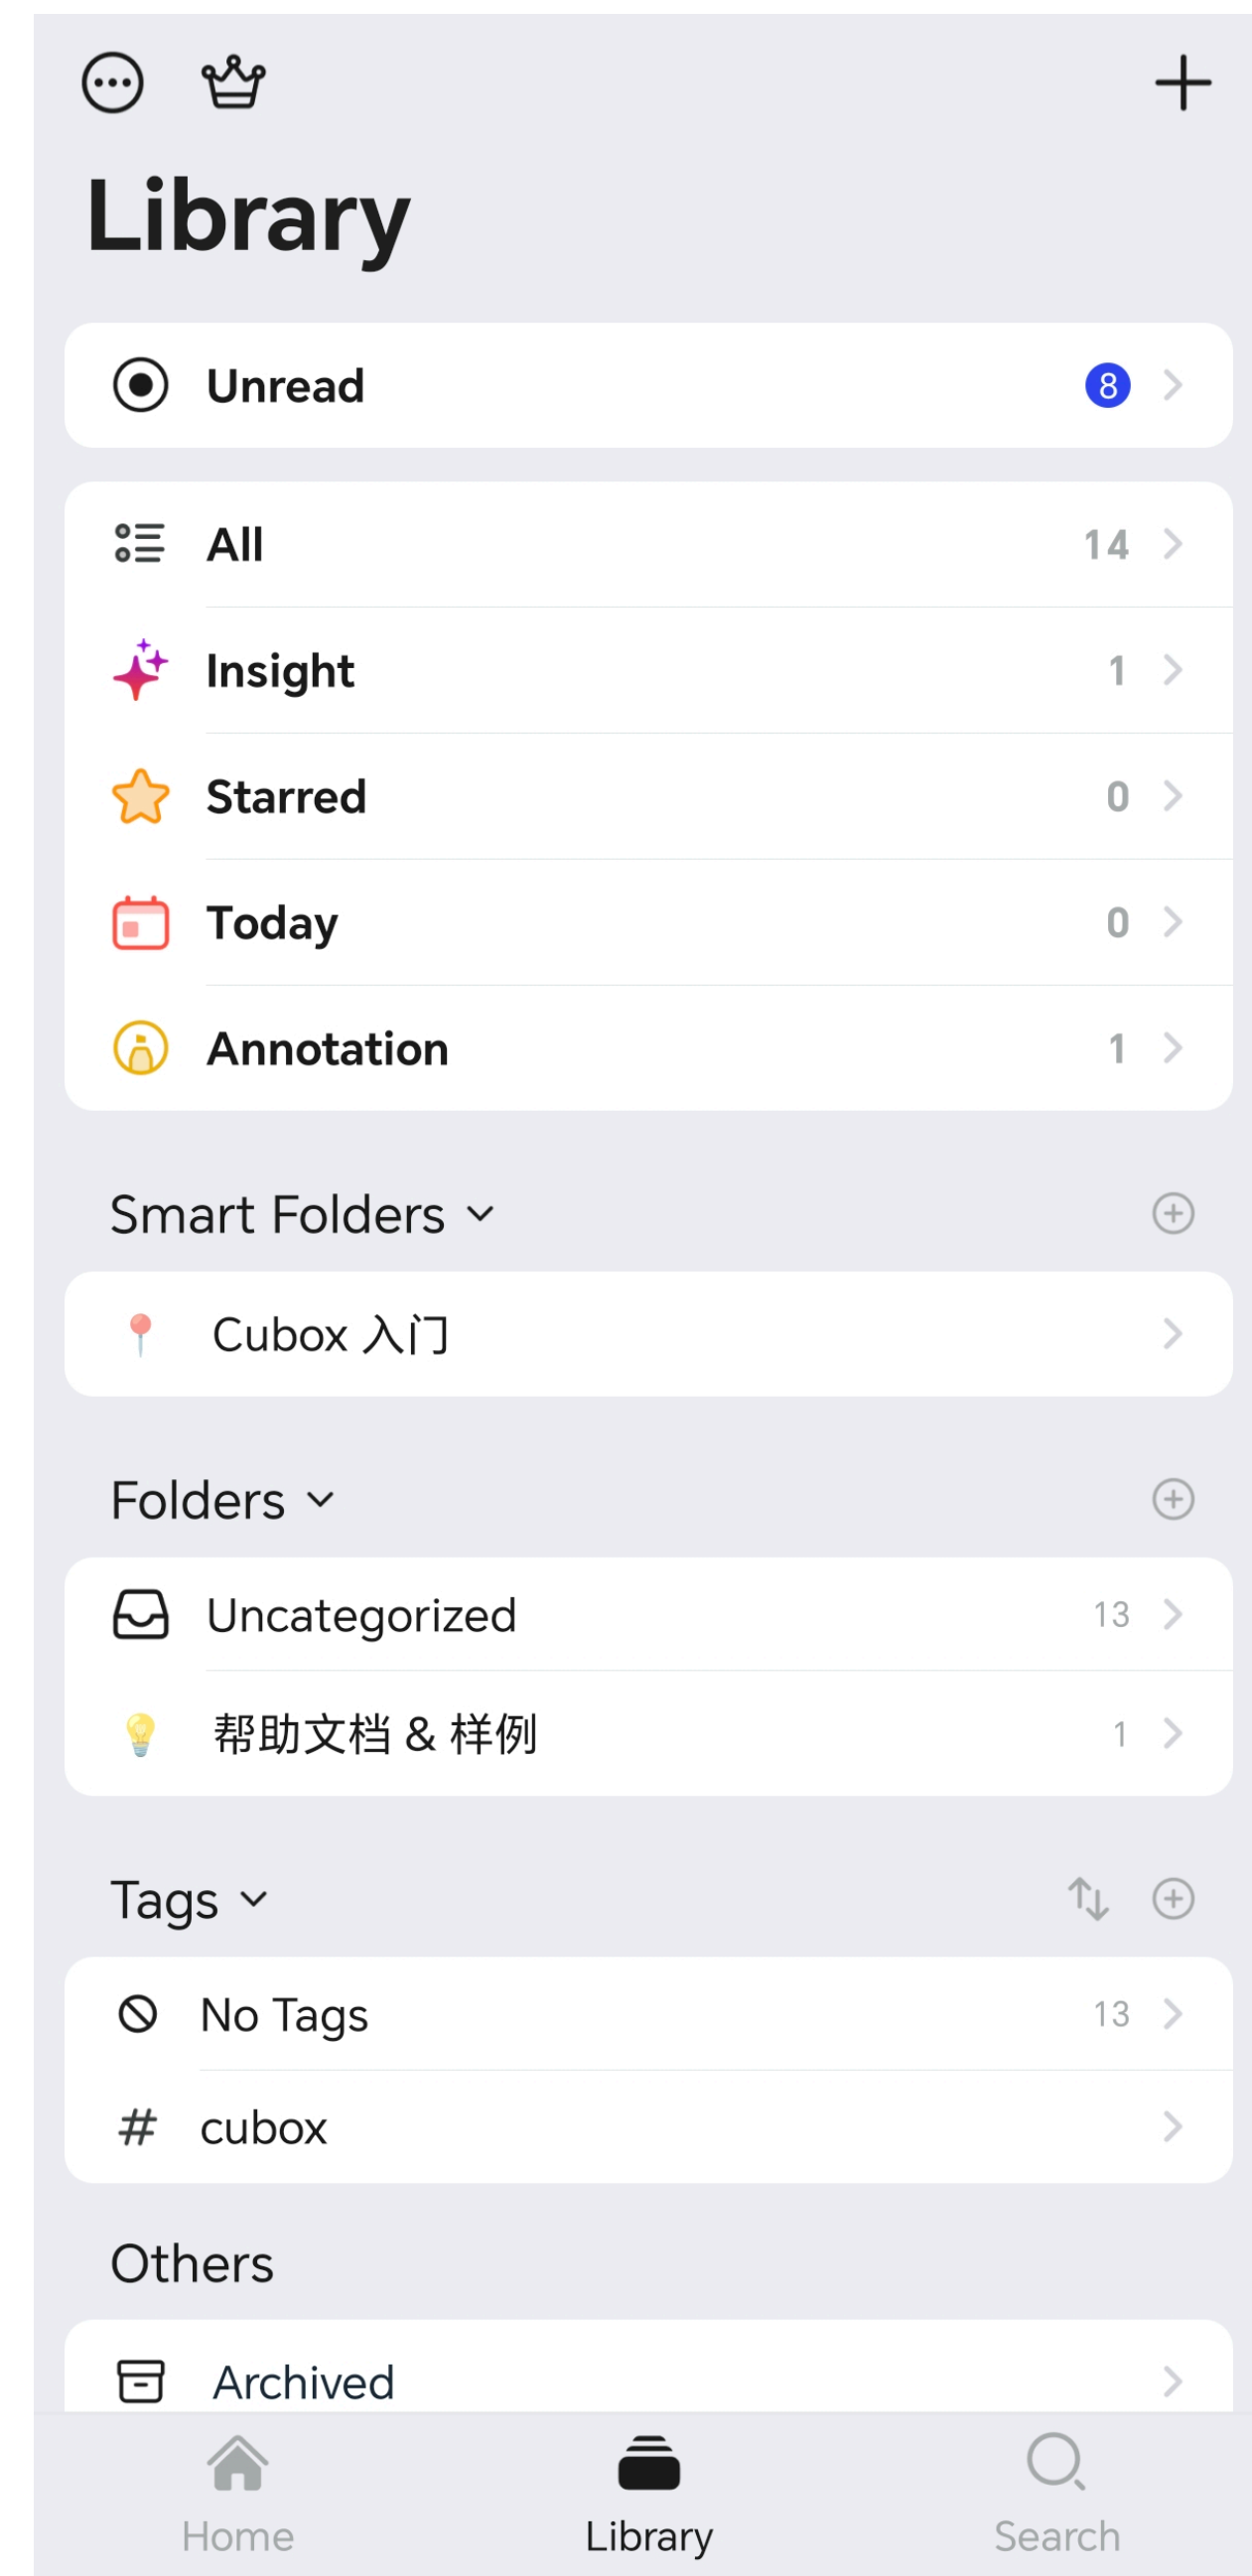 Library
Unread 8
All 14
Insight 1
Starred 0
Today 0
Annotation 1
Smart Folders
Cubox 入门
Folders
Uncategorized 13
帮助文档 & 样例 1
Tags
No Tags 13
# cubox
Others
Archived
Home Library Search